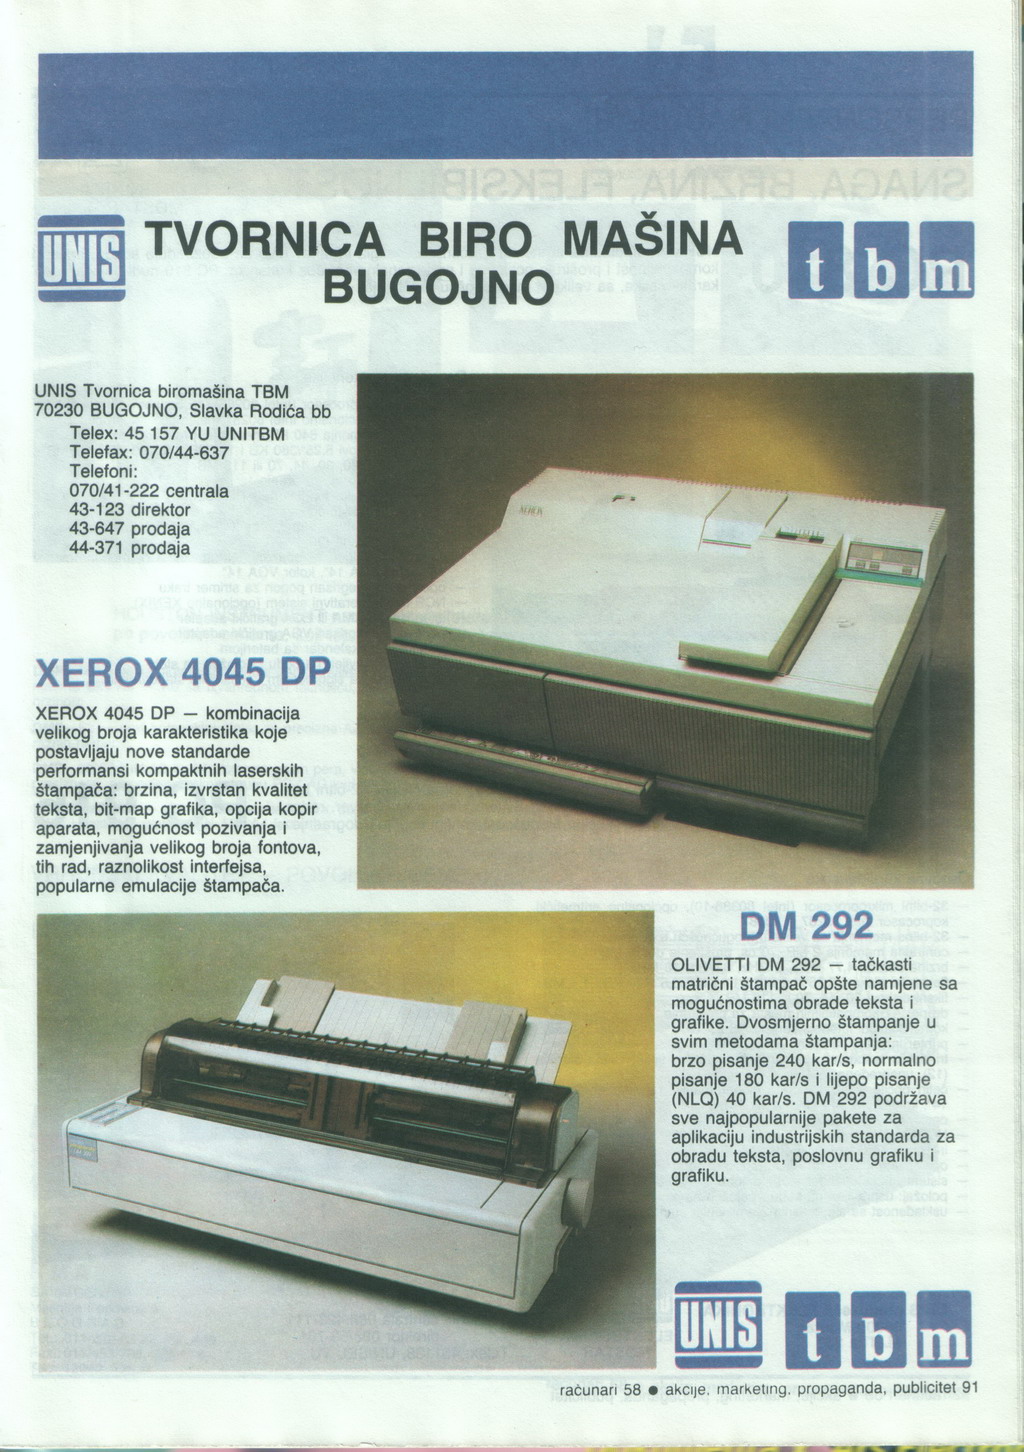 UNIS
TVORNICA BIRO MAŠINA
BUGOJNO
t b m
UNIS Tvornica biromašina TBM
70230 BUGOJNO, Slavka Rodića bb
Telex: 45 157 YU UNITBM
Telefax: 070/44-637
Telefoni:
070/41-222 centrala
43-123 direktor
43-647 prodaja
44-371 prodaja
XEROX
XEROX 4045 DP
XEROX 4045 DP — kombinacija
velikog broja karakteristika koje
postavljaju nove standarde
performansi kompaktnih laserskih
štampača: brzina, izvrstan kvalitet
teksta, bit-map grafika, opcija kopir
aparata, mogućnost pozivanja i
zamjenjivanja velikog broja fontova,
tih rad, raznolikost interfejsa,
popularne emulacije štampača.
DM 292
OLIVETTI DM 292 — tačkasti
matrični štampač opšte namjene sa
mogućnostima obrade teksta i
grafike. Dvosmjerno štampanje u
svim metodama štampanja:
brzo pisanje 240 kar/s, normalno
pisanje 180 kar/s i lijepo pisanje
(NLQ) 40 kar/s. DM 292 podržava
sve najpopularnije pakete za
aplikaciju industrijskih standarda za
obradu teksta, poslovnu grafiku i
grafiku.
UNIS
t b m
računari 58 ● akcije, marketing, propaganda, publicitet 91